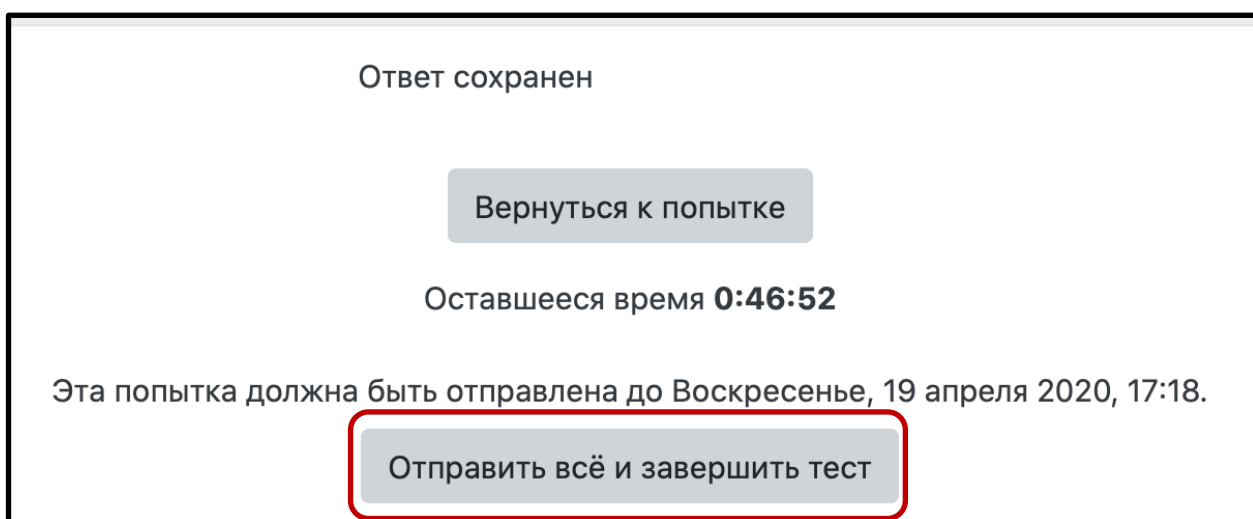 Ответ сохранен
Вернуться к попытке
Оставшееся время 0:46:52
Эта попытка должна быть отправлена до Воскресенье, 19 апреля 2020, 17:18.
Отправить всё и завершить тест